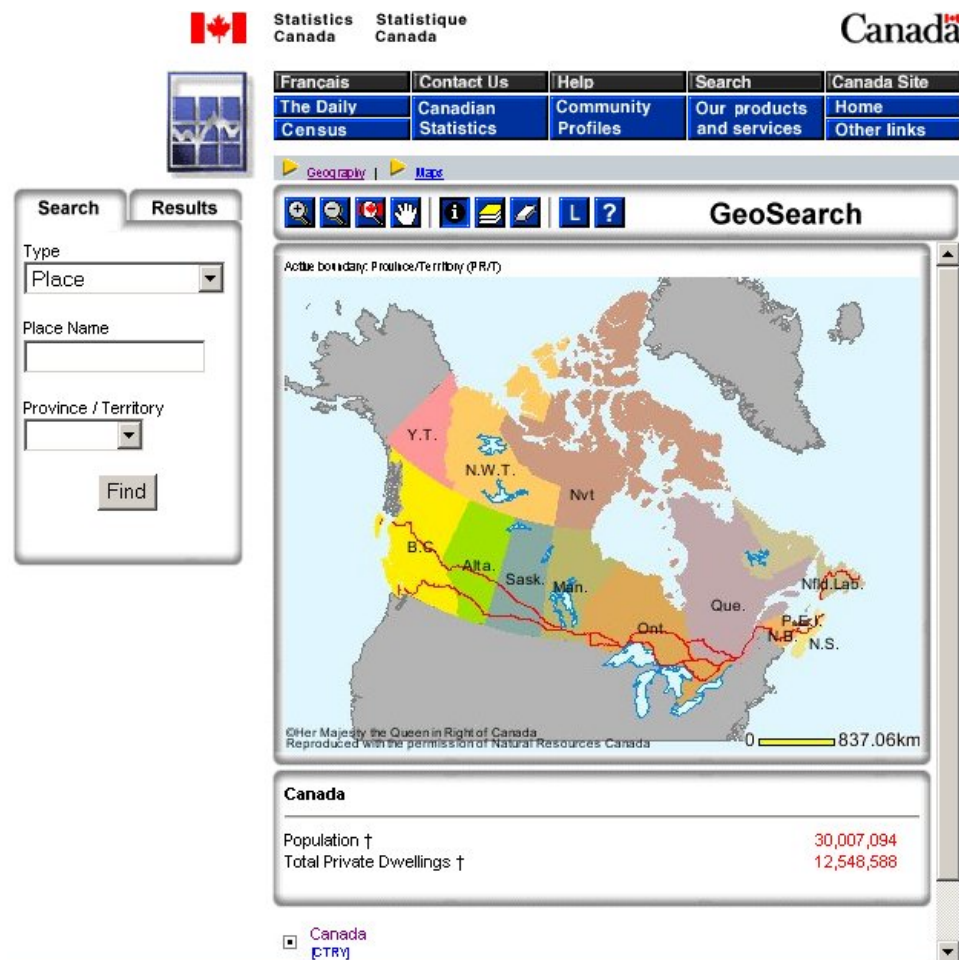 Statistics Statistique
Canada Canada
Canada
Français Contact Us Help Search Canada Site
The Daily
Census
Canadian
Statistics
Community
Profiles
Our products
and services
Home
Other links
Geography | Maps
Search Results
L ? GeoSearch
Type
Place
Place Name
Province / Territory
Find
Active boundary: Province/Territory (PR/T)
Y.T.
N.W.T.
Nvt
B.C.
Alta.
Sask.
Man.
Ont.
Que.
Nfld.Lab.
P.E.I.
N.B.
N.S.
©Her Majesty the Queen in Right of Canada
Reproduced with the permission of Natural Resources Canada
0 837.06km
Canada
Population † 30,007,094
Total Private Dwellings † 12,548,588
Canada
[CTRY]